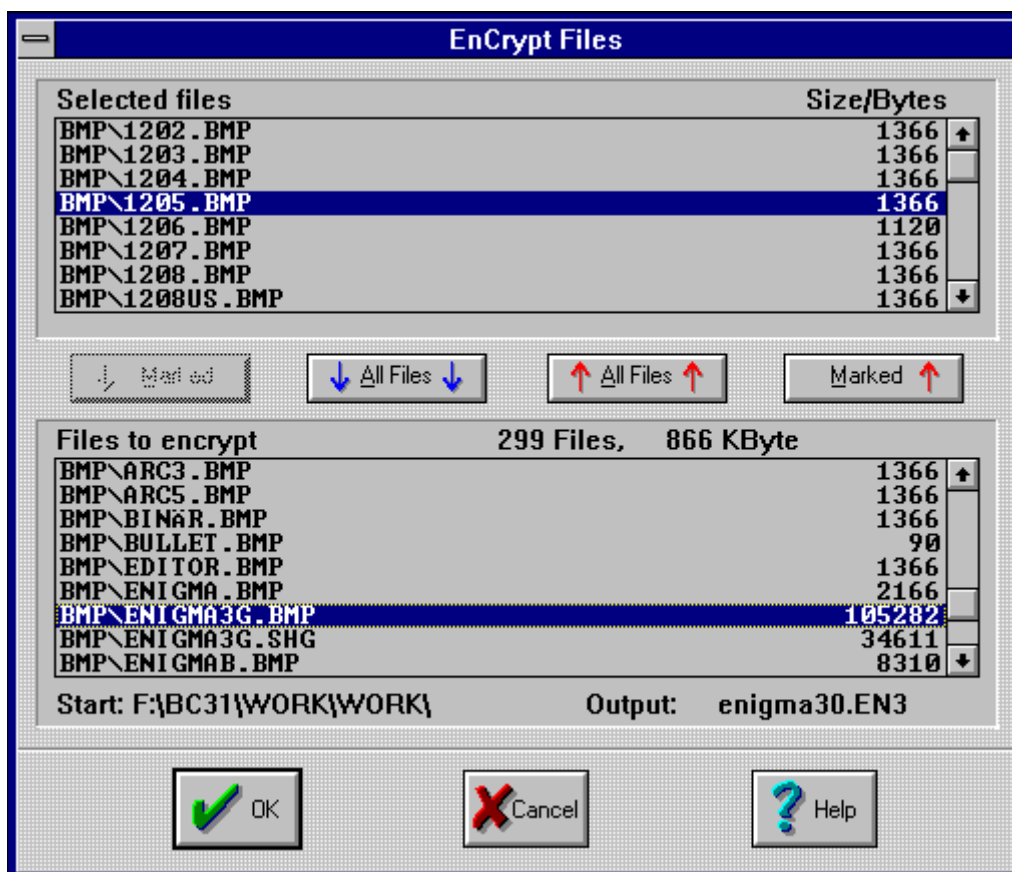 EnCrypt Files
Selected files Size/Bytes
BMP\1202.BMP 1366
BMP\1203.BMP 1366
BMP\1204.BMP 1366
BMP\1205.BMP 1366
BMP\1206.BMP 1120
BMP\1207.BMP 1366
BMP\1208.BMP 1366
BMP\1208US.BMP 1366
Marked All Files All Files Marked
Files to encrypt 299 Files, 866 KByte
BMP\ARC3.BMP 1366
BMP\ARC5.BMP 1366
BMP\BINÄR.BMP 1366
BMP\BULLET.BMP 90
BMP\EDITOR.BMP 1366
BMP\ENIGMA.BMP 2166
BMP\ENIGMA3G.BMP 105282
BMP\ENIGMA3G.SHG 34611
BMP\ENIGMAB.BMP 8310
Start: F:\BC31\WORK\WORK\ Output: enigma30.EN3
OK Cancel Help